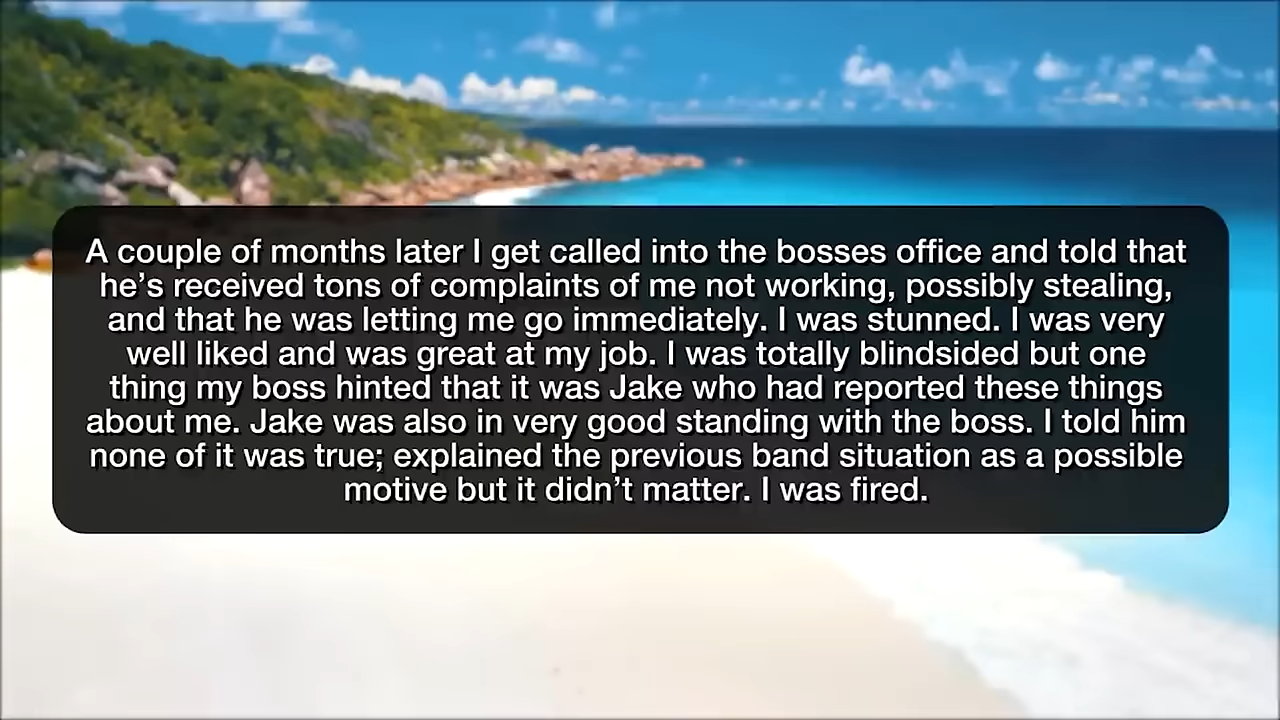 A couple of months later I get called into the bosses office and told that
he’s received tons of complaints of me not working, possibly stealing,
and that he was letting me go immediately. I was stunned. I was very
well liked and was great at my job. I was totally blindsided but one
thing my boss hinted that it was Jake who had reported these things
about me. Jake was also in very good standing with the boss. I told him
none of it was true; explained the previous band situation as a possible
motive but it didn’t matter. I was fired.